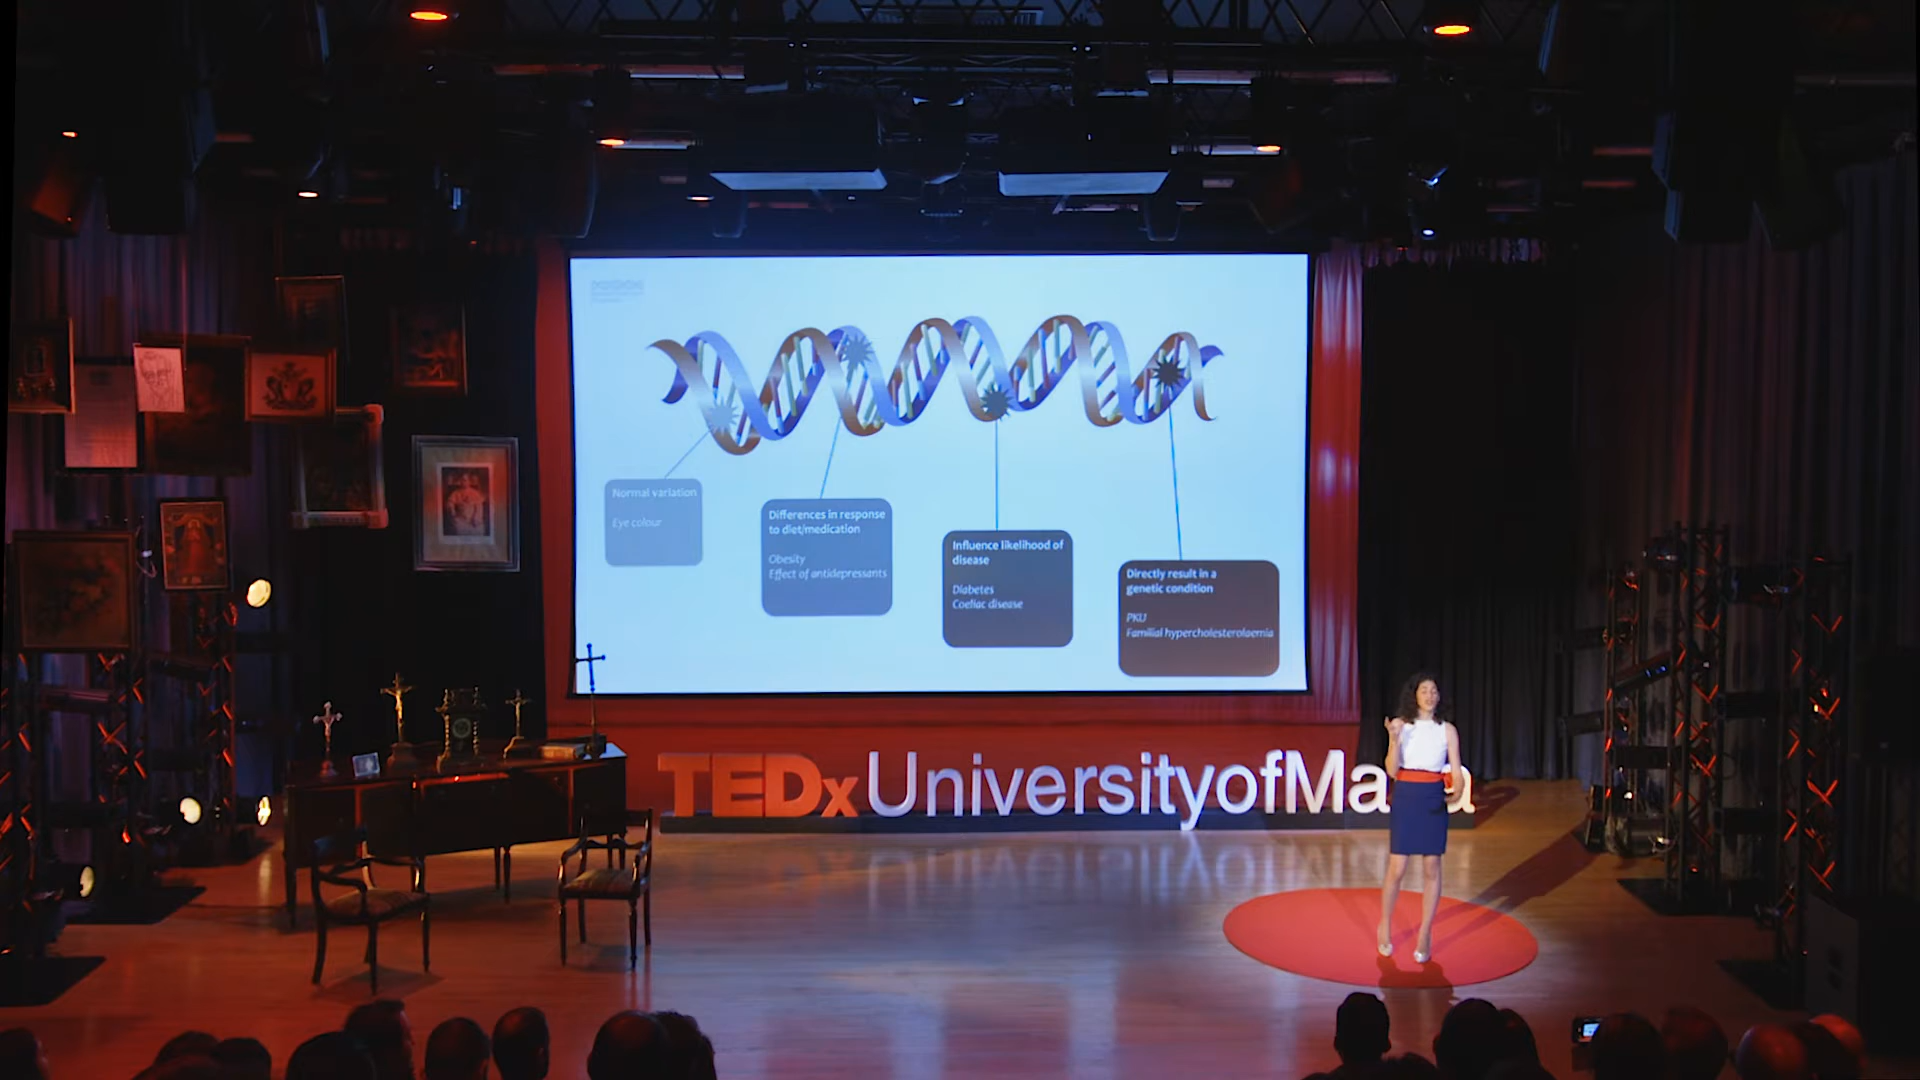 Normal variation
Eye colour
Differences in response
to diet/medication
Obesity
Effect of antidepressants
Influence likelihood of
disease
Diabetes
Coeliac disease
Directly result in a
genetic condition
PKU
Familial hypercholesterolaemia
TEDxUniversityofMa a